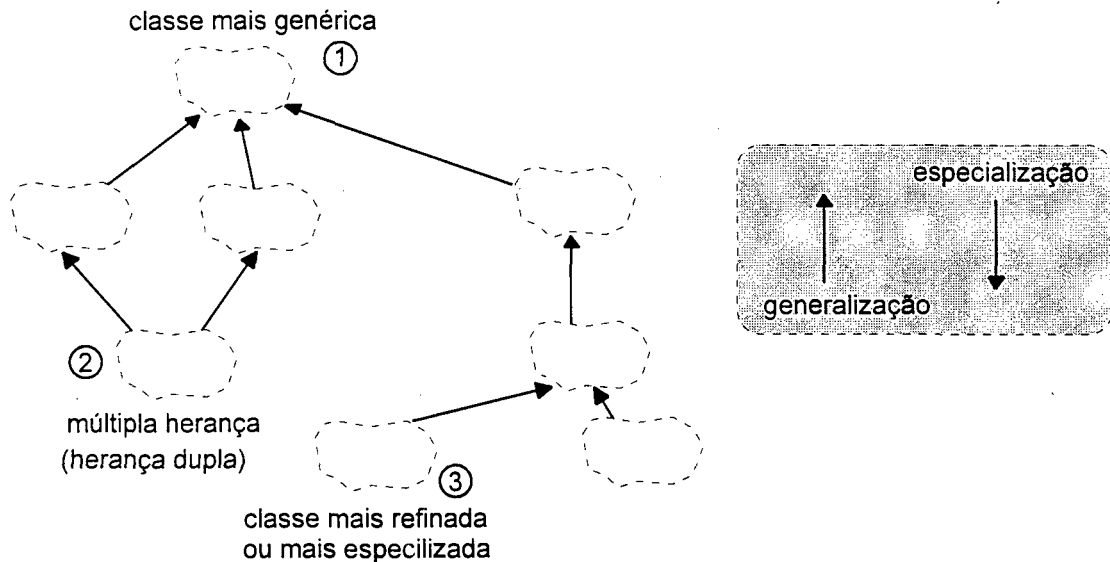 classe mais genérica
1
especialização
generalização
2
múltipla herança
(herança dupla)
3
classe mais refinada
ou mais especilizada